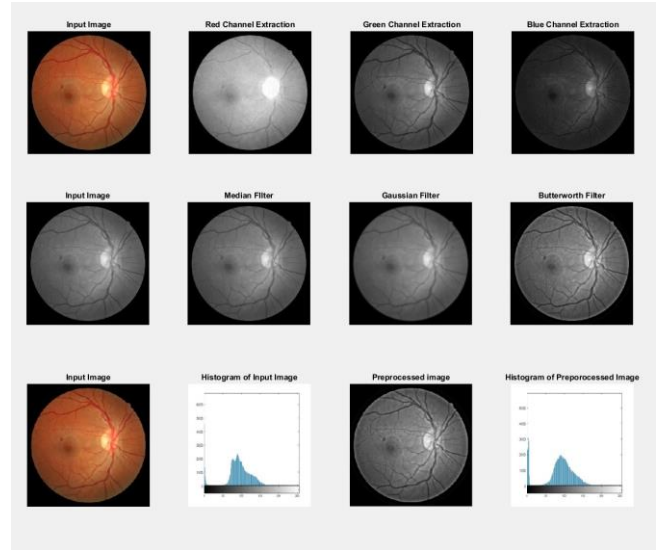 Input Image
Red Channel Extraction
Green Channel Extraction
Blue Channel Extraction
Input Image
Median FIlter
Gaussian Filter
Butterworth Filter
Input Image
Histogram of Input Image
Preprocessed image
Histogram of Preporocessed Image